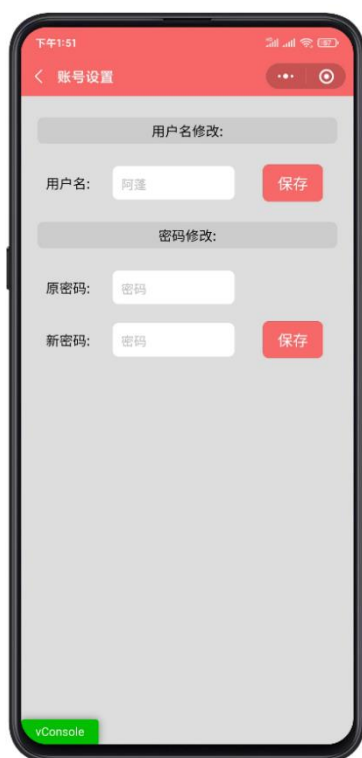 下午1:51
账号设置
用户名修改:
用户名:
阿蓬
保存
密码修改:
原密码:
密码
新密码:
密码
保存
vConsole